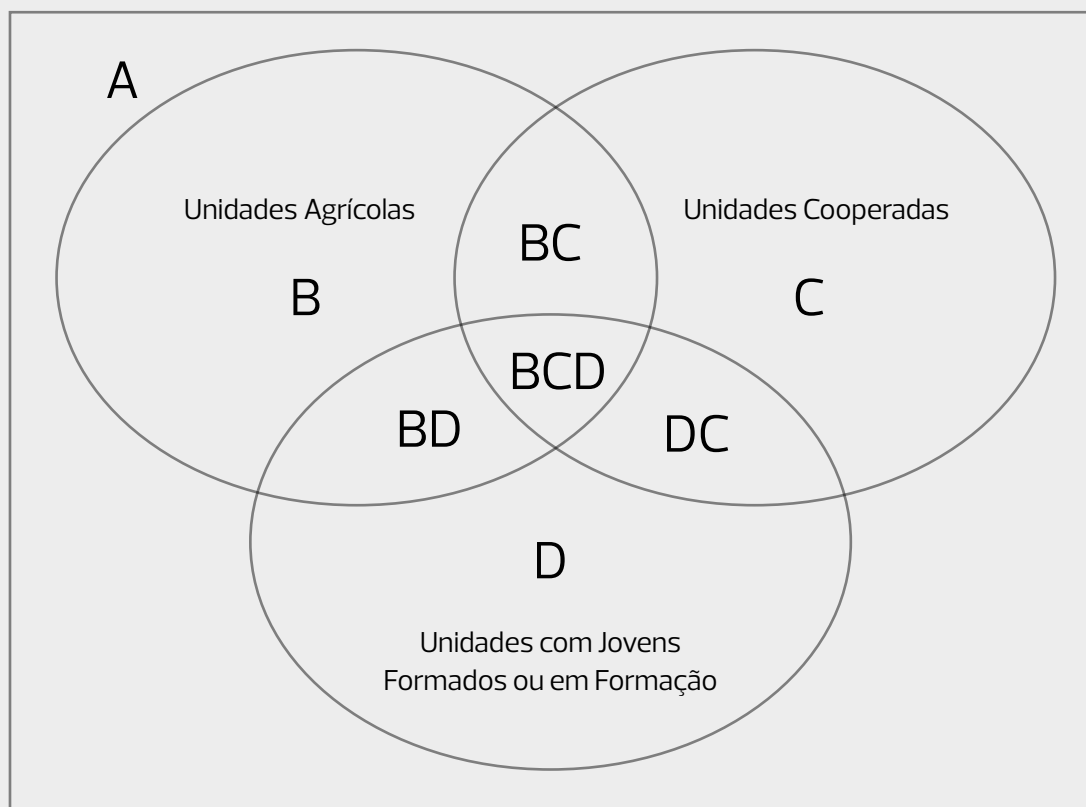 A
Unidades Agrícolas
Unidades Cooperadas
BC
B
C
BCD
BD
DC
D
Unidades com Jovens
Formados ou em Formação